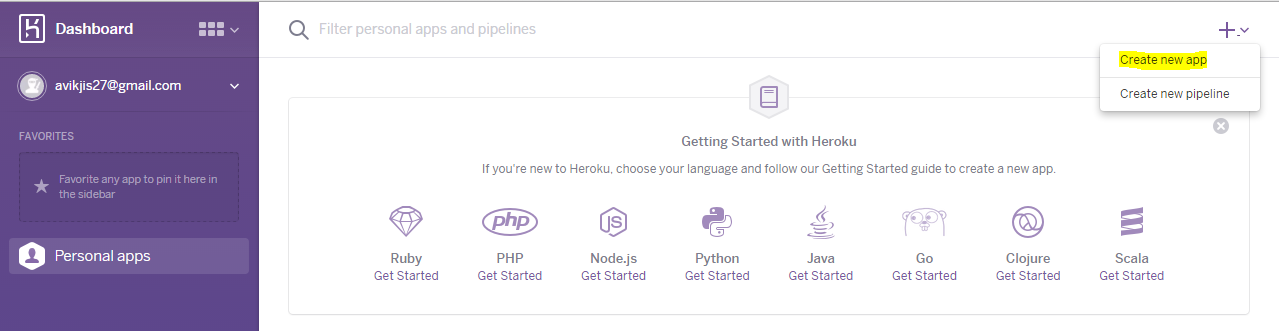 Dashboard
Filter personal apps and pipelines
Create new app
Create new pipeline
avikjis27@gmail.com
FAVORITES
Favorite any app to pin it here in
the sidebar
Personal apps
Getting Started with Heroku
If you're new to Heroku, choose your language and follow our Getting Started guide to create a new app.
php
JS
Ruby
PHP
Node.js
Python
Java
Go
Clojure
Scala
Get Started
Get Started
Get Started
Get Started
Get Started
Get Started
Get Started
Get Started